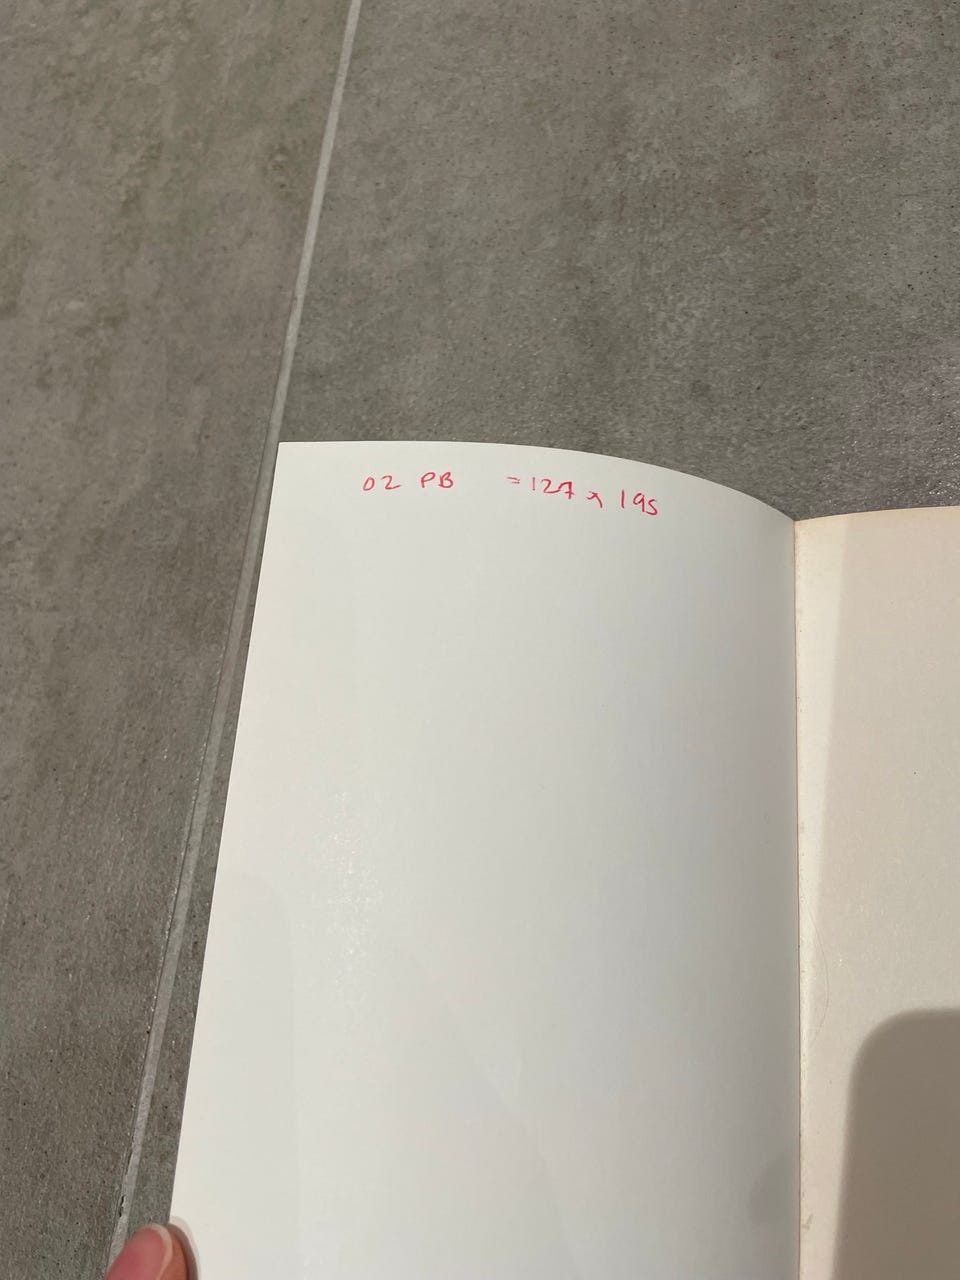 02 PB = 127 x 195